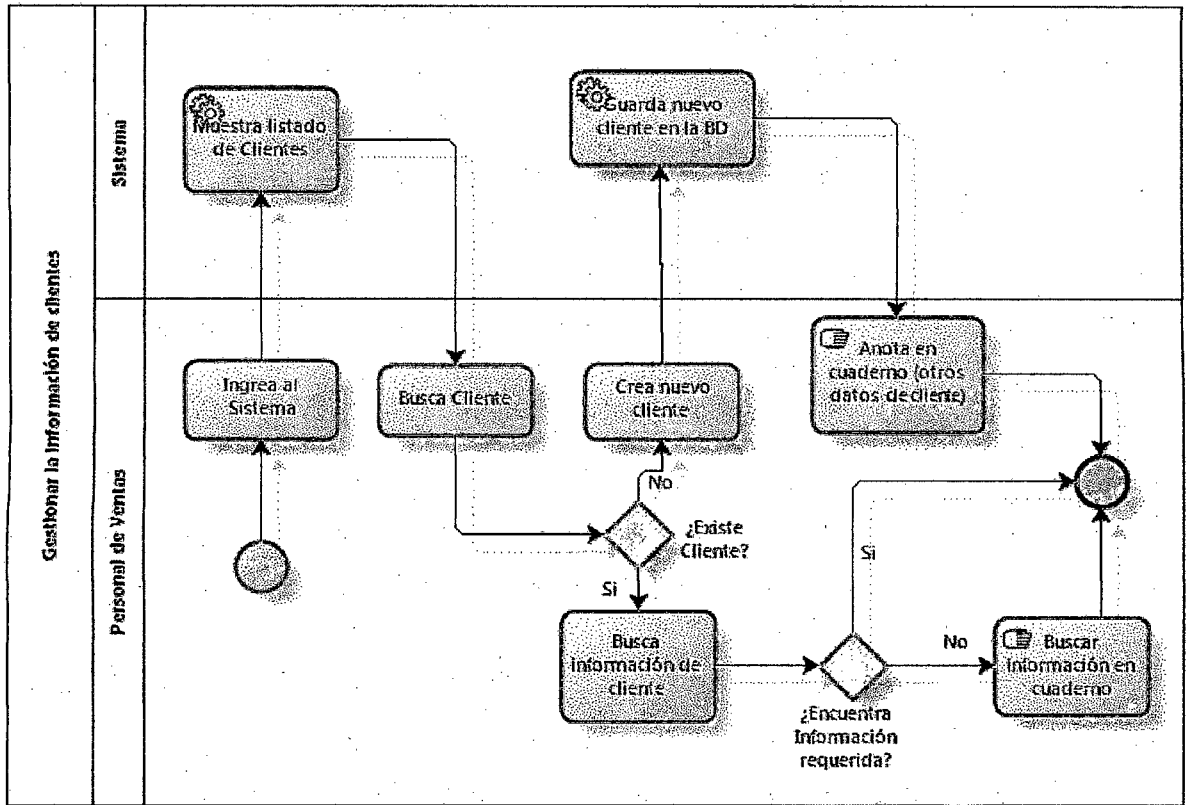 Gestionar la Información de clientes
Sistema
Muestra listado
de Clientes
Guarda nuevo
cliente en la BD
Personal de Ventas
Ingrea al
Sistema
Busca Cliente
Crea nuevo
cliente
Anota en
cuaderno (otros
datos de cliente)
No
¿Existe
Cliente?
Si
Busca
Información de
cliente
Si
¿Encuentra
Información
requerida?
No
Buscar
Información en
cuaderno